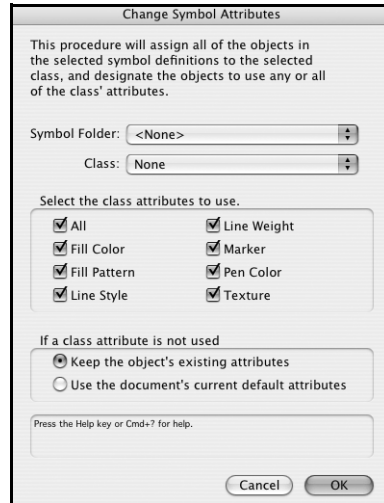 Change Symbol Attributes
This procedure will assign all of the objects in
the selected symbol definitions to the selected
class, and designate the objects to use any or all
of the class' attributes.
Symbol Folder: <None>
Class: None
Select the class attributes to use.
All Line Weight
Fill Color Marker
Fill Pattern Pen Color
Line Style Texture
If a class attribute is not used
Keep the object's existing attributes
Use the document's current default attributes
Press the Help key or Cmd+? for help.
Cancel OK